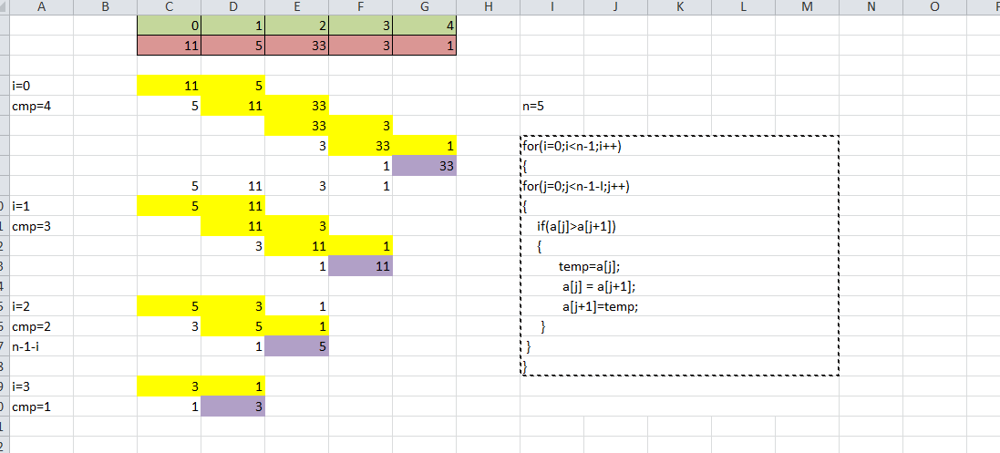 A B C D E F G H I J K L M N O
0 1 2 3 4
11 5 33 3 1
i=0 11 5
cmp=4 5 11 33 n=5
33 3
3 33 1 for(i=0;i<n-1;i++)
1 33 {
5 11 3 1 for(j=0;j<n-1-I;j++)
i=1 5 11 {
cmp=3 11 3 if(a[j]>a[j+1])
3 11 1 {
1 11 temp=a[j];
a[j] = a[j+1];
i=2 5 3 1 a[j+1]=temp;
cmp=2 3 5 1 }
n-1-i 1 5 }
}
i=3 3 1
cmp=1 1 3